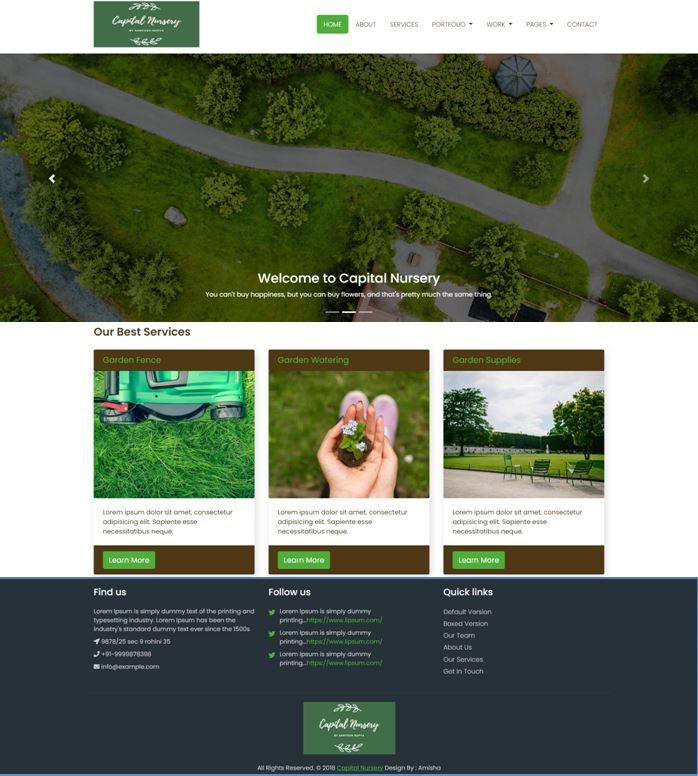 Capital Nursery
BY SANTOSH GUPTA
HOME ABOUT SERVICES PORTFOLIO WORK PAGES CONTACT
Welcome to Capital Nursery
You can't buy happiness, but you can buy flowers, and that's pretty much the same thing.
Our Best Services
Garden Fence
Lorem ipsum dolor sit amet, consectetur
adipisicing elit. Sapiente esse
necessitatibus neque.
Learn More
Garden Watering
Lorem ipsum dolor sit amet, consectetur
adipisicing elit. Sapiente esse
necessitatibus neque.
Learn More
Garden Supplies
Lorem ipsum dolor sit amet, consectetur
adipisicing elit. Sapiente esse
necessitatibus neque.
Learn More
Find us
Lorem Ipsum is simply dummy text of the printing and
typesetting industry. Lorem Ipsum has been the
industry's standard dummy text ever since the 1500s
9878/25 sec 9 rohini 35
+91-9999878398
info@example.com
Follow us
Lorem Ipsum is simply dummy
printing...https://www.lipsum.com/
Lorem Ipsum is simply dummy
printing...https://www.lipsum.com/
Lorem Ipsum is simply dummy
printing...https://www.lipsum.com/
Quick links
Default Version
Boxed Version
Our Team
About Us
Our Services
Get In Touch
Capital Nursery
BY SANTOSH GUPTA
All Rights Reserved. © 2018 Capital Nursery Design By : Amisha